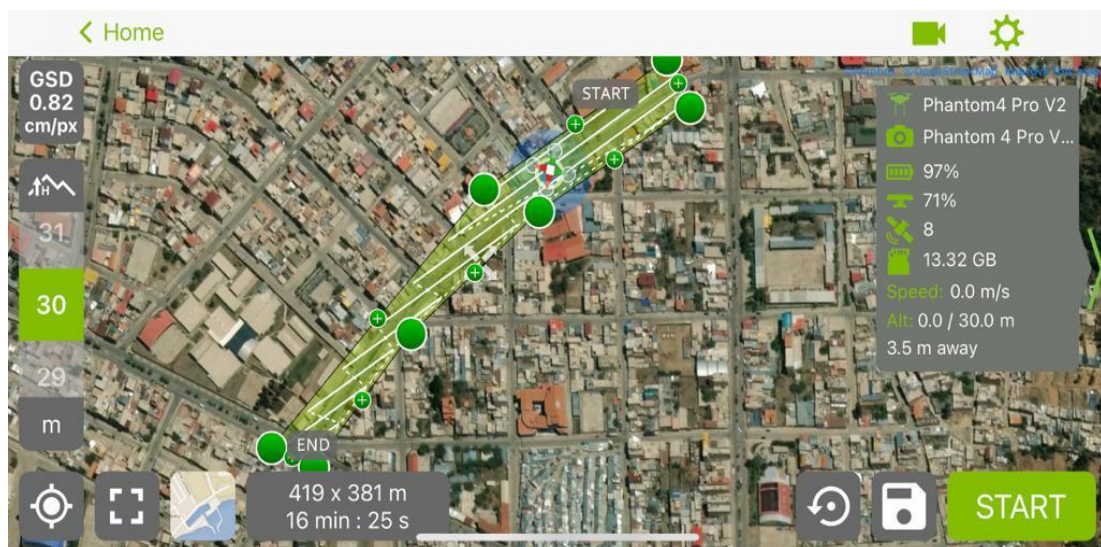 Home
GSD
0.82
cm/px
START
31
30
29
m
END
419 x 381 m
16 min : 25 s
Phantom4 Pro V2
Phantom 4 Pro V...
97%
71%
8
13.32 GB
Speed: 0.0 m/s
Alt: 0.0 / 30.0 m
3.5 m away
START